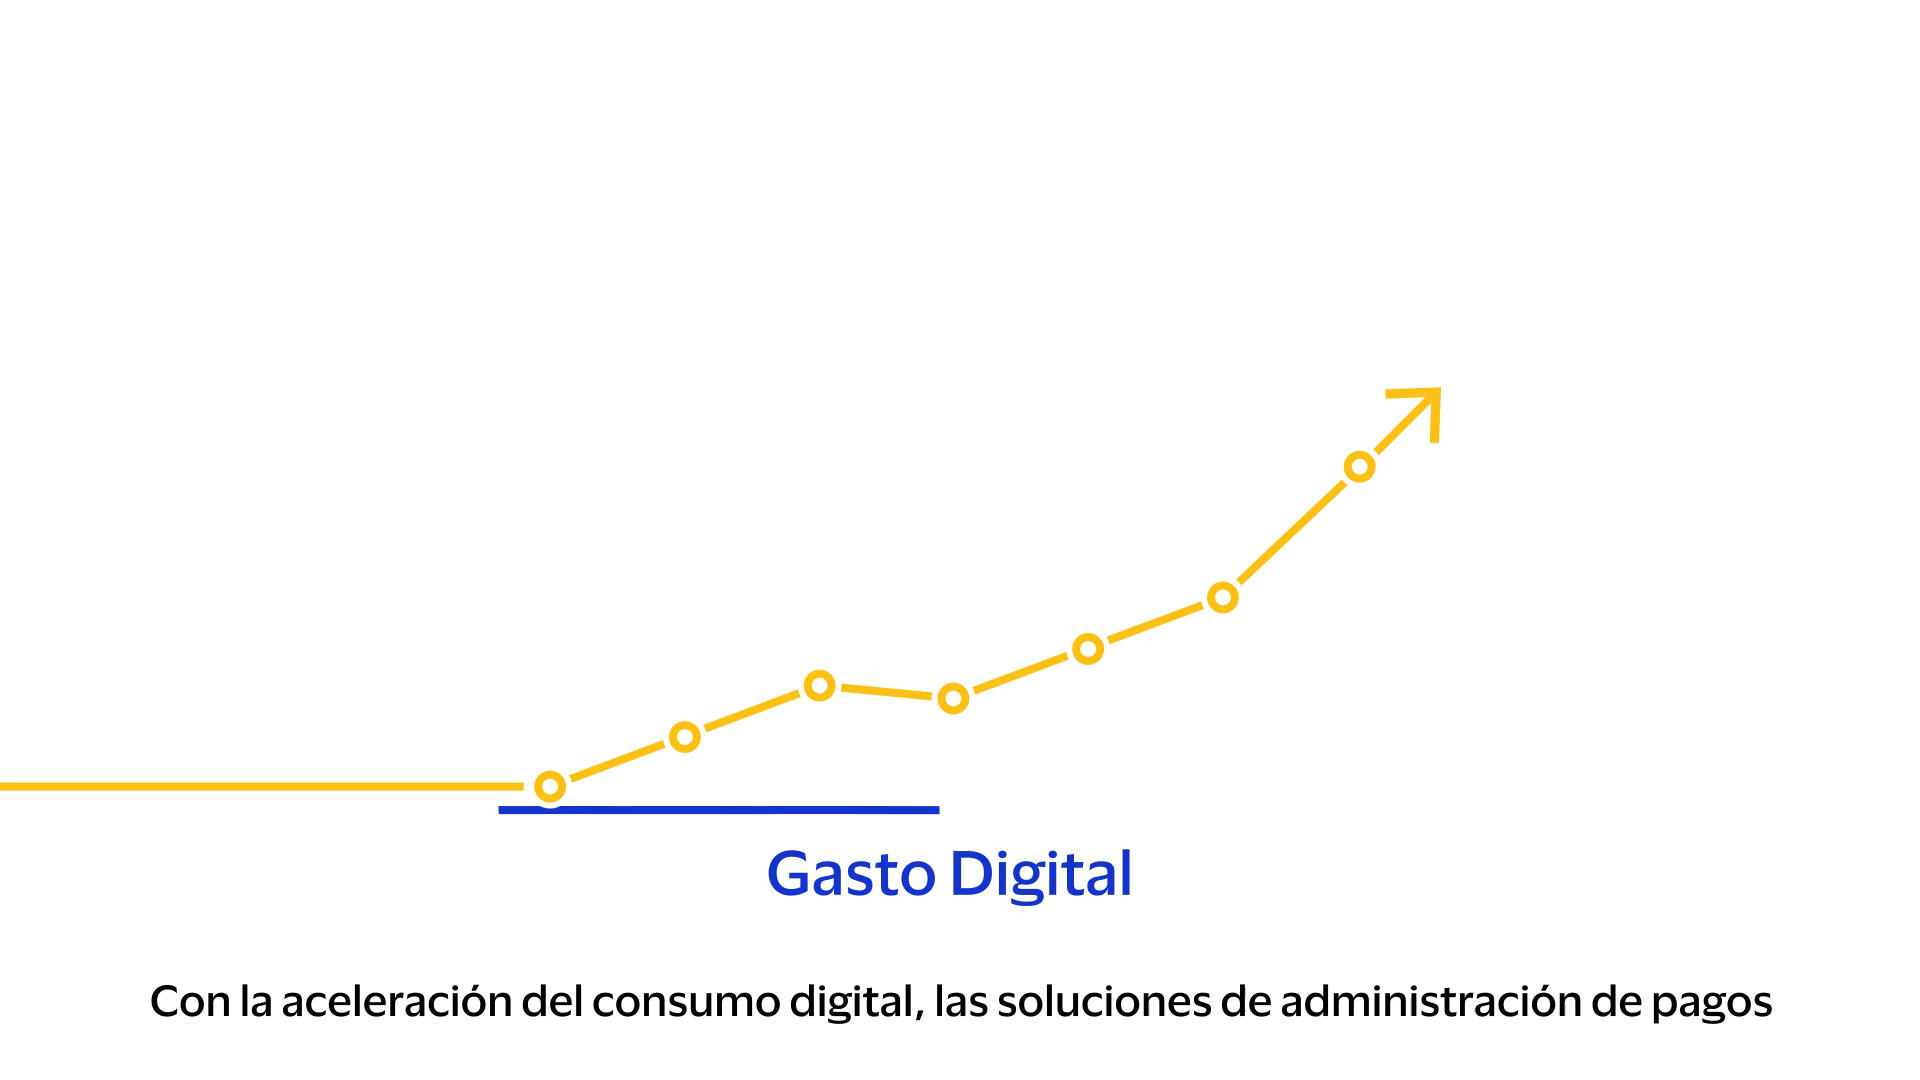 Gasto Digital
Con la aceleración del consumo digital, las soluciones de administración de pagos